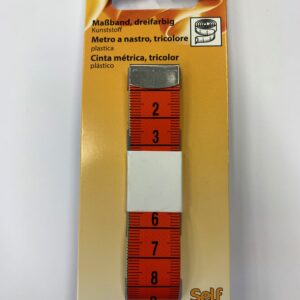 Maßband, dreifarbig
Kunststoff
Metro a nastro, tricolore
plastica
Cinta métrica, tricolor
plástico
2
3
6
7
8
Self